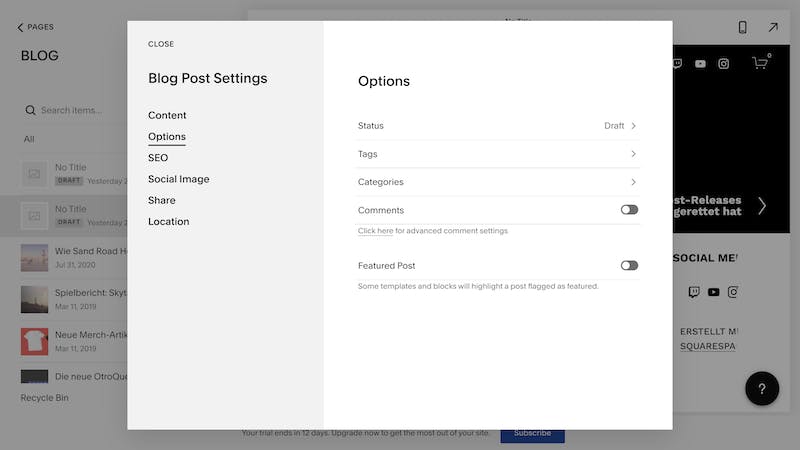 PAGES
BLOG
Search items...
All
No Title
DRAFT Yesterday 2
No Title
DRAFT Yesterday 2
Wie Sand Road H
Jul 31, 2020
Spielbericht: Skyt
Mar 11, 2019
Neue Merch-Artik
Mar 11, 2019
Die neue OtroQue
Recycle Bin
CLOSE
Blog Post Settings
Content
Options
SEO
Social Image
Share
Location
Options
Status Draft
Tags
Categories
Comments
Click here for advanced comment settings
Featured Post
Some templates and blocks will highlight a post flagged as featured.
No Title
0
st-Releases
gerettet hat
SOCIAL ME
ERSTELLT M
SQUARESPA
?
Your trial ends in 12 days. Upgrade now to get the most out of your site.
Subscribe